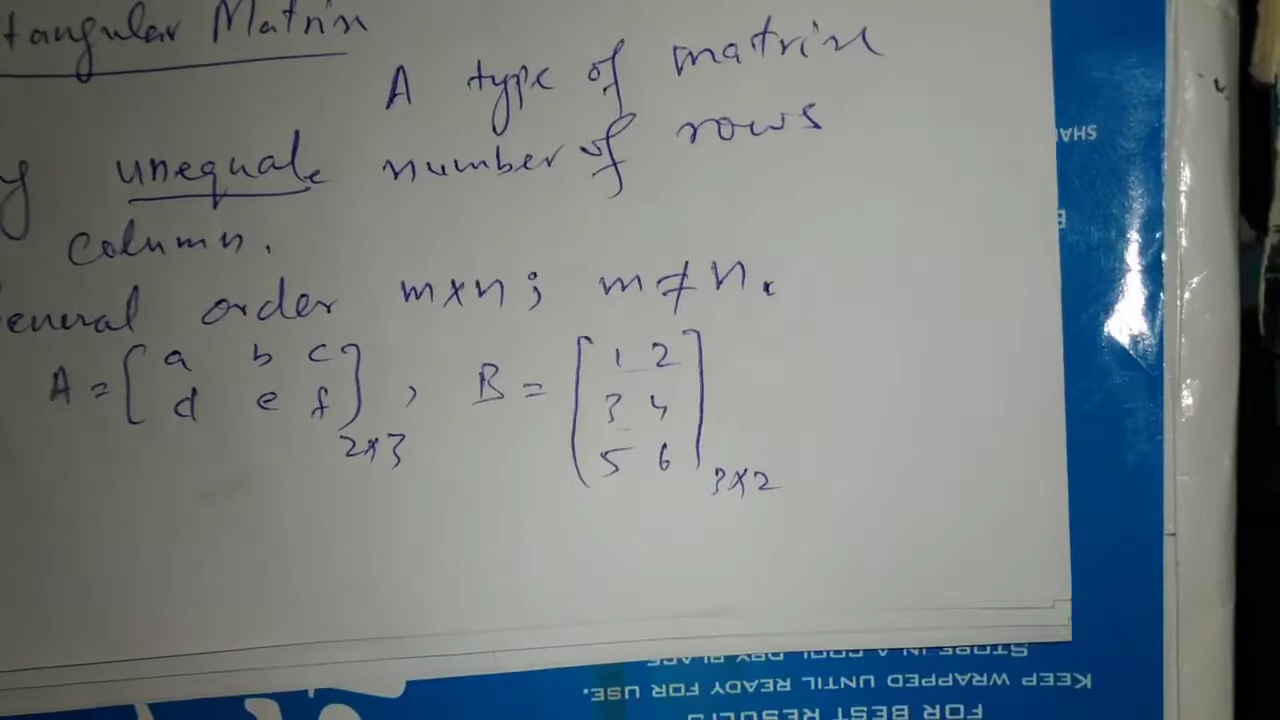 tangular Matrix
A type of matrix
y unequal number of rows
column.
eneral order m×n; m≠n.
A = [a b c
d e f]2×3, B = [1 2
3 4
5 6]3×2
SHA
STORE IN A COOL DRY PLACE
KEEP WRAPPED UNTIL READY FOR USE.
FOR BEST RESULTS